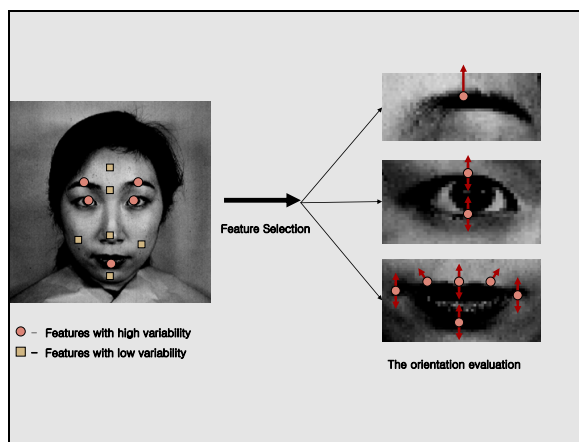 Feature Selection
– Features with high variability
– Features with low variability
The orientation evaluation